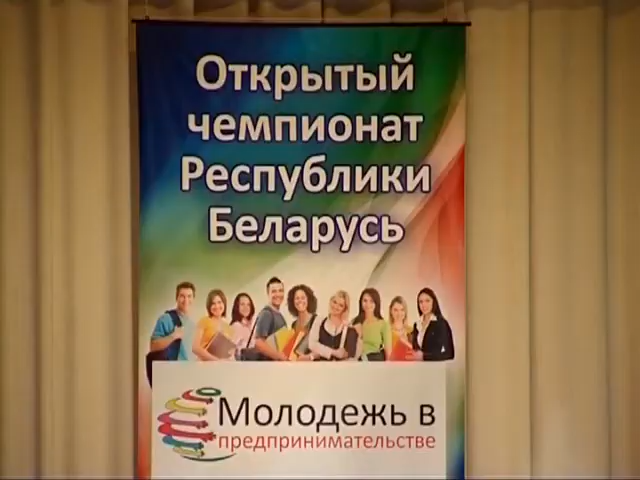 Открытый
чемпионат
Республики
Беларусь
Молодежь в
предпринимательстве